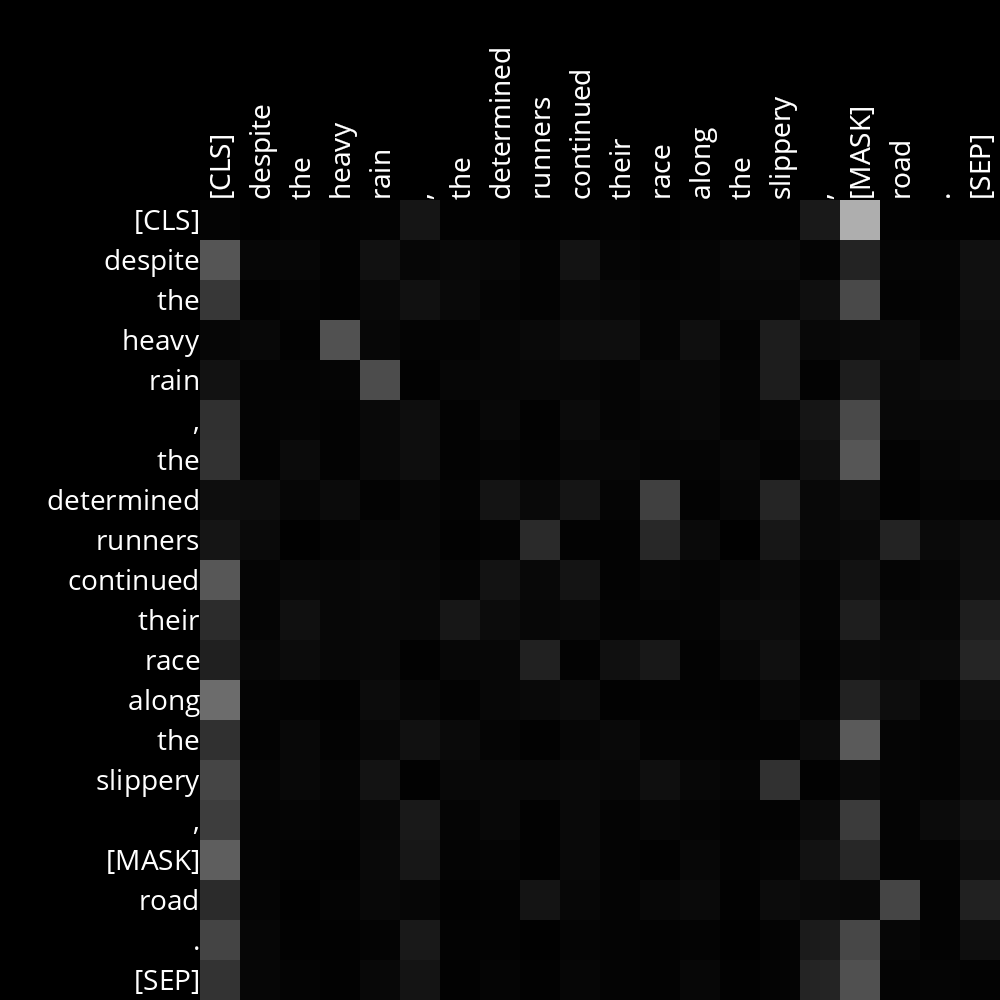 [CLS] despite the heavy rain , the determined runners continued their race along the slippery , [MASK] road . [SEP]
[CLS]
despite
the
heavy
rain
,
the
determined
runners
continued
their
race
along
the
slippery
,
[MASK]
road
.
[SEP]